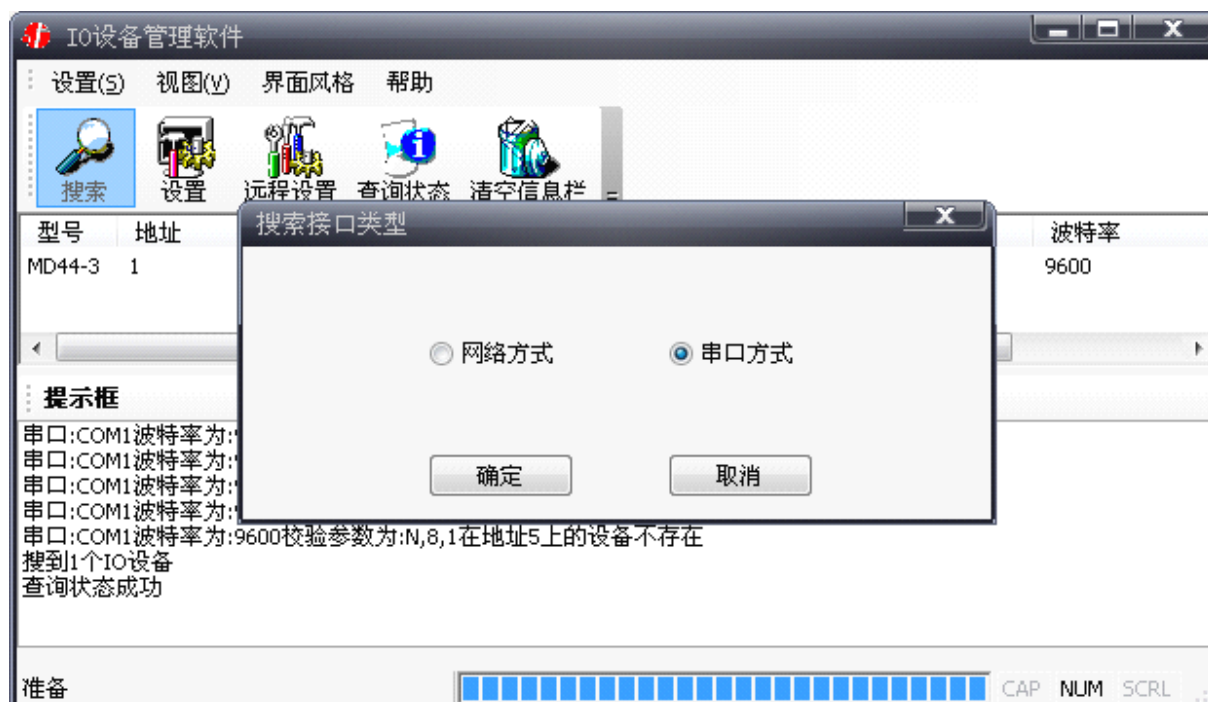 IO设备管理软件
设置(S) 视图(V) 界面风格 帮助
搜索 设置 远程设置 查询状态 清空信息栏
型号 地址 波特率
MD44-3 1 9600
搜索接口类型
网络方式 串口方式
确定 取消
提示框
串口:COM1波特率为:
串口:COM1波特率为:
串口:COM1波特率为:
串口:COM1波特率为:
串口:COM1波特率为:9600校验参数为:N,8,1在地址5上的设备不存在
搜到1个IO设备
查询状态成功
准备 CAP NUM SCRL